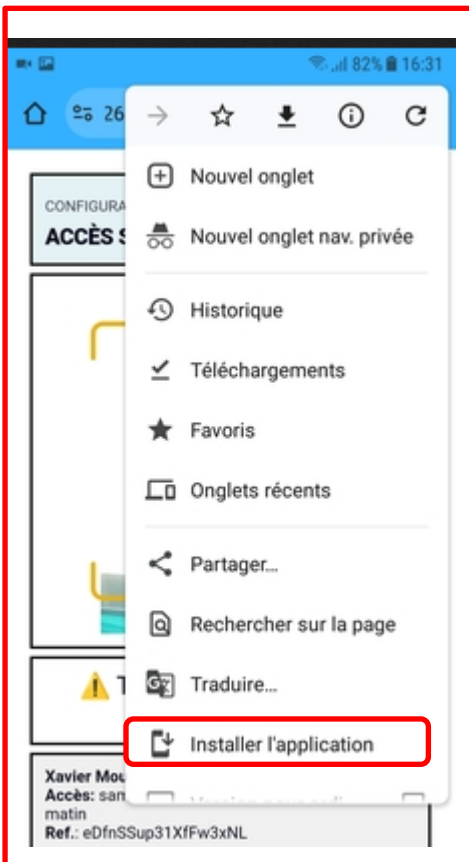 82% 16:31
26
Nouvel onglet
CONFIGURA
ACCÈS S
Nouvel onglet nav. privée
Historique
Téléchargements
Favoris
Onglets récents
Partager...
Rechercher sur la page
T
Traduire...
Installer l'application
Xavier Mou
Accès: sam
matin
Ref.: eDfnSSup31XfFw3xNL